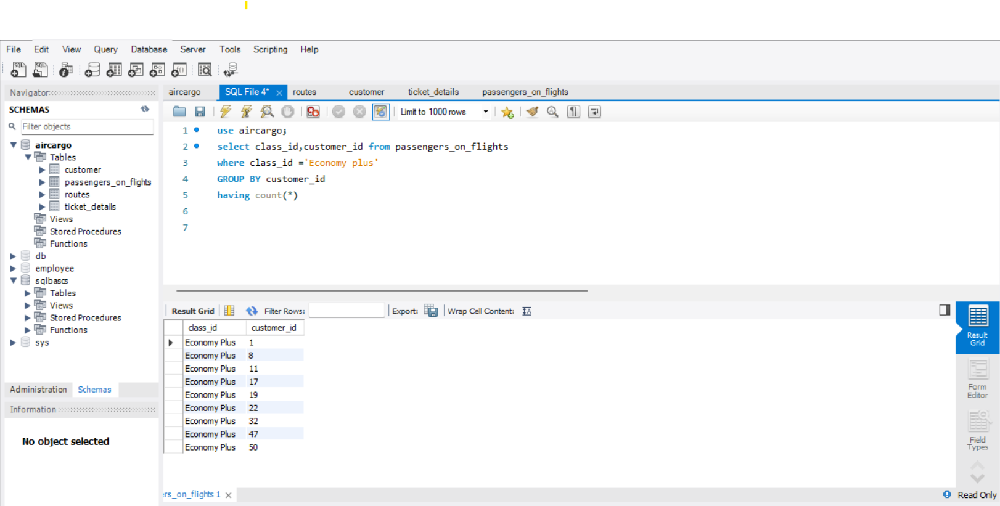 File Edit View Query Database Server Tools Scripting Help
SQL SQL
Navigator
SCHEMAS
Filter objects
aircargo
Tables
customer
passengers_on_flights
routes
ticket_details
Views
Stored Procedures
Functions
db
employee
sqlbascs
Tables
Views
Stored Procedures
Functions
sys
Administration Schemas
Information
No object selected
aircargo SQL File 4* routes customer ticket_details passengers_on_flights
Limit to 1000 rows
1 use aircargo;
2 select class_id,customer_id from passengers_on_flights
3 where class_id ='Economy plus'
4 GROUP BY customer_id
5 having count(*)
6
7
Result Grid Filter Rows: Export: Wrap Cell Content:
class_id customer_id
Economy Plus 1
Economy Plus 8
Economy Plus 11
Economy Plus 17
Economy Plus 19
Economy Plus 22
Economy Plus 32
Economy Plus 47
Economy Plus 50
Result
Grid
Form
Editor
Field
Types
ers_on_flights 1
Read Only